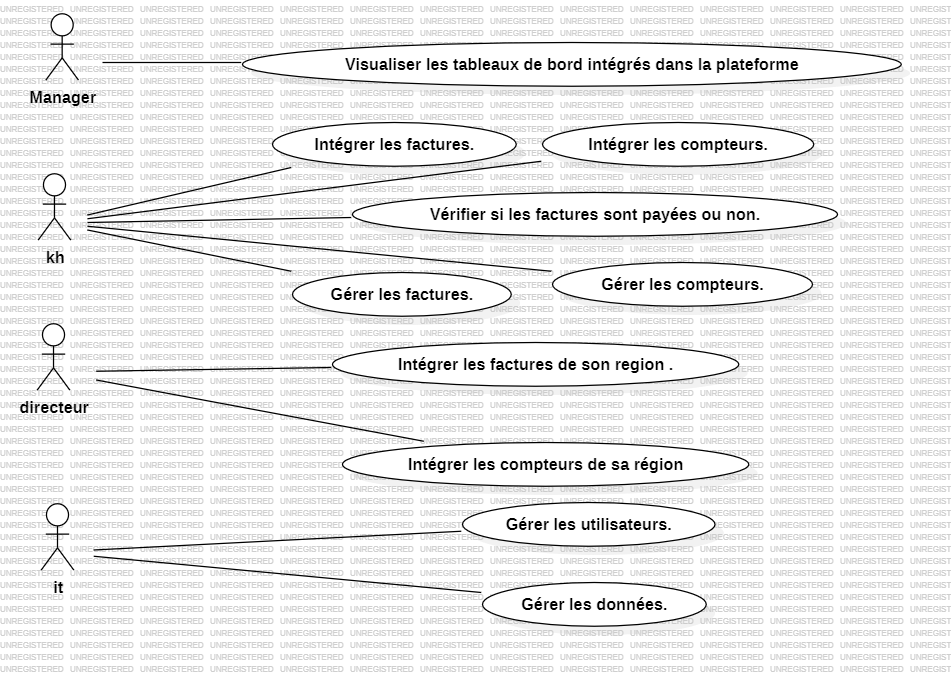 Manager
Visualiser les tableaux de bord intégrés dans la plateforme
Intégrer les factures.
Intégrer les compteurs.
kh
Vérifier si les factures sont payées ou non.
Gérer les factures.
Gérer les compteurs.
directeur
Intégrer les factures de son region .
Intégrer les compteurs de sa région
it
Gérer les utilisateurs.
Gérer les données.
UNREGISTERED